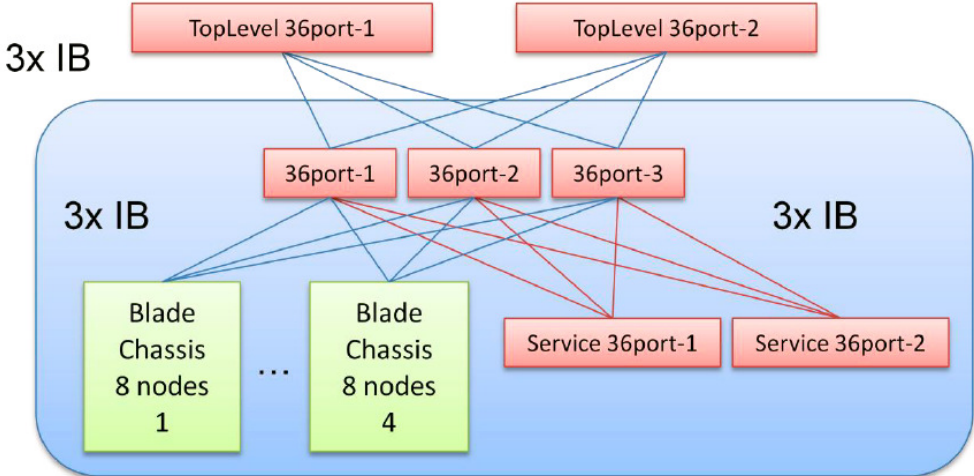 TopLevel 36port-1
TopLevel 36port-2
3x IB
36port-1
36port-2
36port-3
3x IB
3x IB
Blade
Chassis
8 nodes
1
...
Blade
Chassis
8 nodes
4
Service 36port-1
Service 36port-2